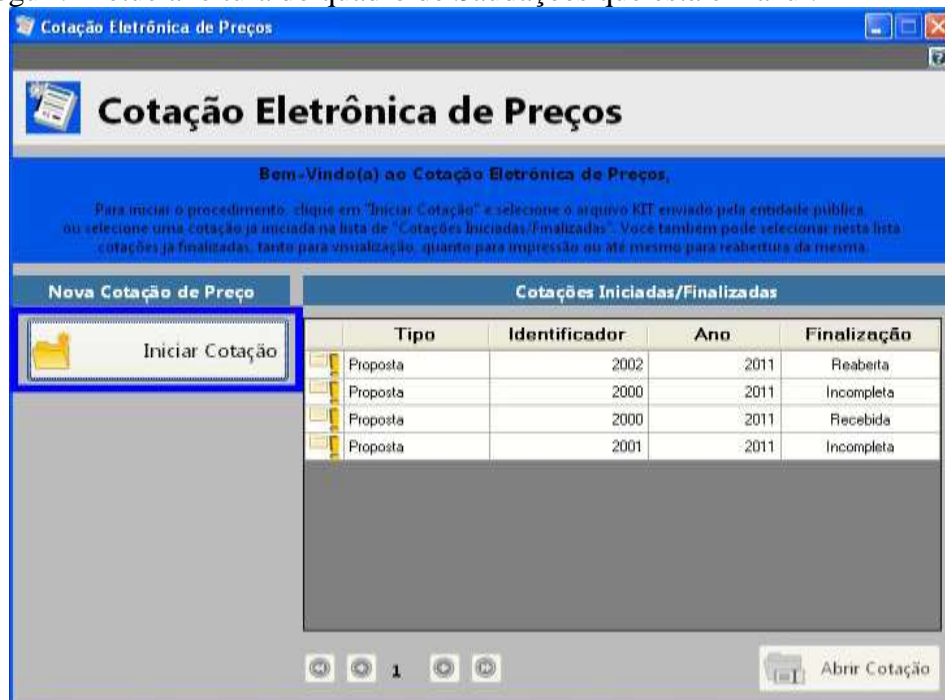 Cotação Eletrônica de Preços
Cotação Eletrônica de Preços
Bem-Vindo(a) ao Cotação Eletrônica de Preços,
Para iniciar o procedimento, clique em "Iniciar Cotação" e selecione o arquivo KIT enviado pela entidade pública,
ou selecione uma cotação já iniciada na lista de "Cotações Iniciadas/Finalizadas". Você também pode selecionar nesta lista
cotações já finalizadas, tanto para visualização, quanto para impressão ou até mesmo para reabertura da mesma.
Nova Cotação de Preço
Cotações Iniciadas/Finalizadas
Iniciar Cotação
Tipo Identificador Ano Finalização
Proposta 2002 2011 Reaberta
Proposta 2000 2011 Incompleta
Proposta 2000 2011 Recebida
Proposta 2001 2011 Incompleta
1
Abrir Cotação